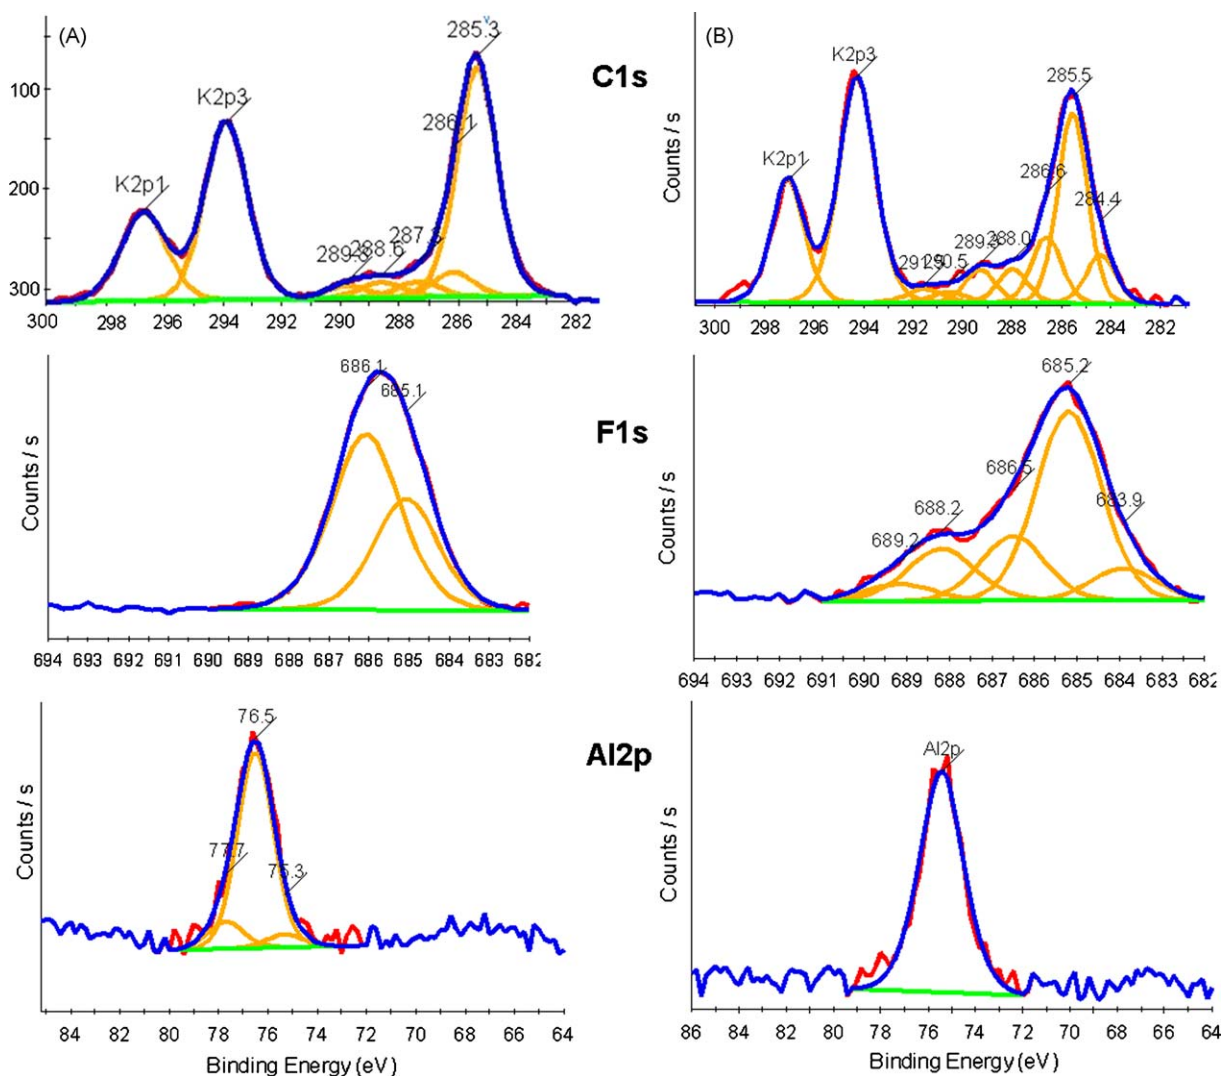 (A)
285.3
C1s
(B)
K2p3
285.5
100
K2p3
286.1
Counts / s
K2p1
286.6
K2p1
200
284.4
289.8
288.6
287.3
289.3
288.0
291.5
290.5
300
300 298 296 294 292 290 288 286 284 282
300 298 296 294 292 290 288 286 284 282
686.1
685.1
F1s
685.2
Counts / s
Counts / s
686.5
688.2
683.9
689.2
694 693 692 691 690 689 688 687 686 685 684 683 682
694 693 692 691 690 689 688 687 686 685 684 683 682
76.5
Al2p
Al2p
Counts / s
Counts / s
77.7
75.3
84 82 80 78 76 74 72 70 68 66 64
86 84 82 80 78 76 74 72 70 68 66 64
Binding Energy (eV)
Binding Energy (eV)